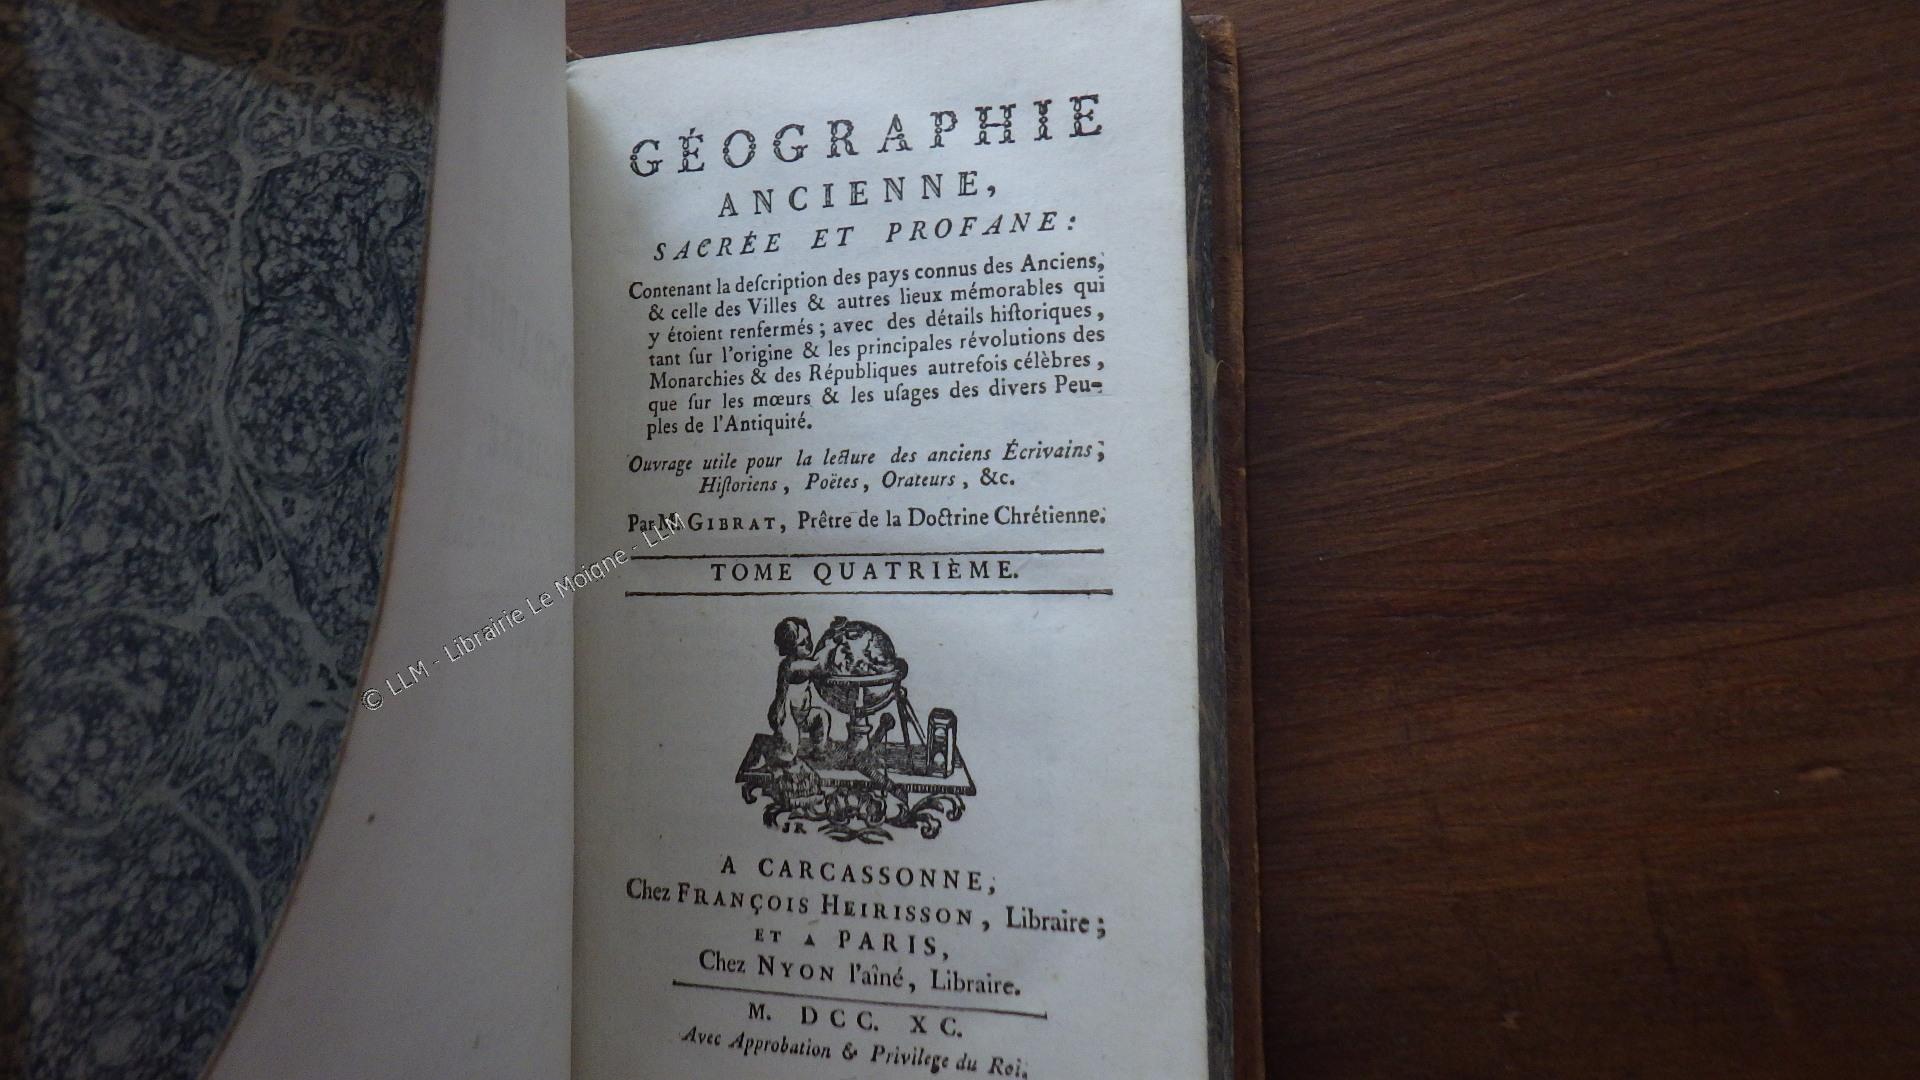 GÉOGRAPHIE
ANCIENNE,
SACRÉE ET PROFANE:
Contenant la deſcription des pays connus des Anciens,
& celle des Villes & autres lieux mémorables qui
y étoient renfermés ; avec des détails hiſtoriques ,
tant ſur l'origine & les principales révolutions des
Monarchies & des Républiques autrefois célèbres ,
que ſur les mœurs & les uſages des divers Peu-
ples de l'Antiquité.
Ouvrage utile pour la lecture des anciens Écrivains ;
Hiſtoriens , Poëtes , Orateurs , &c.
Par M. GIBRAT , Prêtre de la Doctrine Chrétienne.
TOME QUATRIÈME.
JR
A CARCASSONNE ;
Chez FRANÇOIS HEIRISSON , Libraire ;
ET A PARIS ,
Chez NYON l'aîné , Libraire.
M. DCC. XC.
Avec Approbation & Privilege du Roi.
© LLM - Librairie Le Moigne - LLM